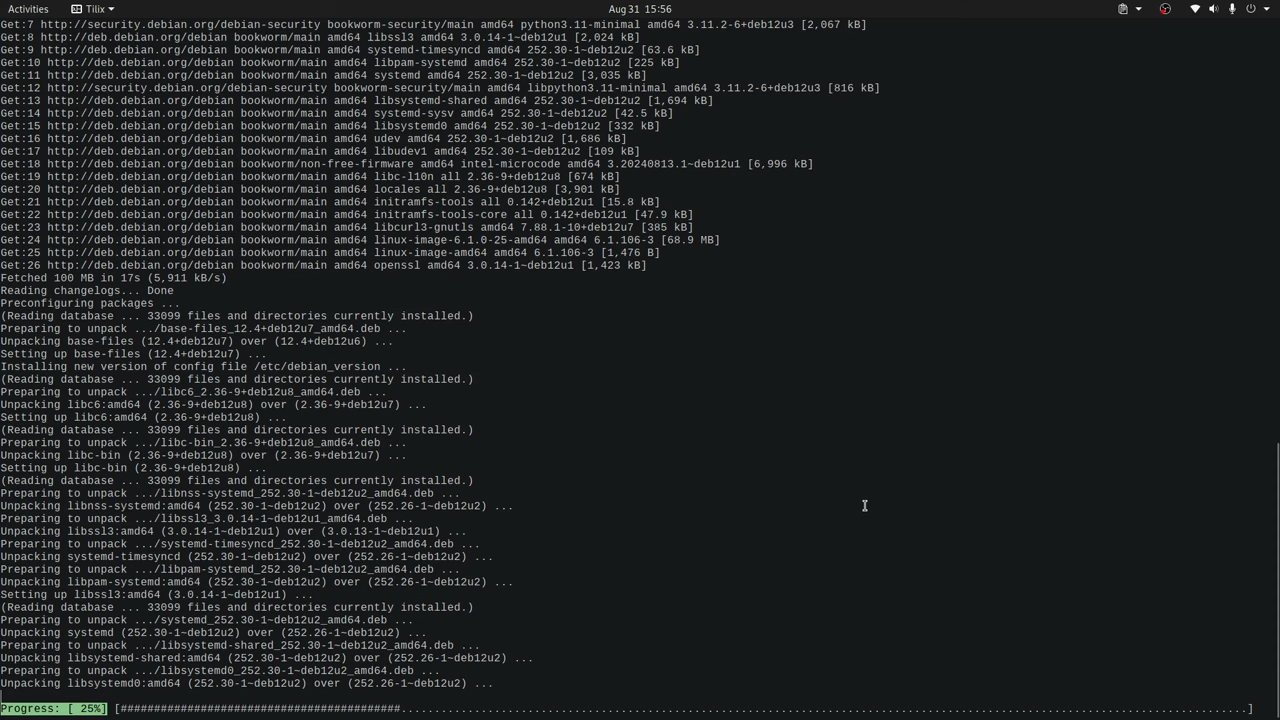 Activities Tilix Aug 31 15:56
Get:7 http://security.debian.org/debian-security bookworm-security/main amd64 python3.11-minimal amd64 3.11.2-6+deb12u3 [2,067 kB]
Get:8 http://deb.debian.org/debian bookworm/main amd64 libssl3 amd64 3.0.14-1~deb12u1 [2,024 kB]
Get:9 http://deb.debian.org/debian bookworm/main amd64 systemd-timesyncd amd64 252.30-1~deb12u2 [63.6 kB]
Get:10 http://deb.debian.org/debian bookworm/main amd64 libpam-systemd amd64 252.30-1~deb12u2 [225 kB]
Get:11 http://deb.debian.org/debian bookworm/main amd64 systemd amd64 252.30-1~deb12u2 [3,035 kB]
Get:12 http://security.debian.org/debian-security bookworm-security/main amd64 libpython3.11-minimal amd64 3.11.2-6+deb12u3 [816 kB]
Get:13 http://deb.debian.org/debian bookworm/main amd64 libsystemd-shared amd64 252.30-1~deb12u2 [1,694 kB]
Get:14 http://deb.debian.org/debian bookworm/main amd64 systemd-sysv amd64 252.30-1~deb12u2 [42.5 kB]
Get:15 http://deb.debian.org/debian bookworm/main amd64 libsystemd0 amd64 252.30-1~deb12u2 [332 kB]
Get:16 http://deb.debian.org/debian bookworm/main amd64 udev amd64 252.30-1~deb12u2 [1,686 kB]
Get:17 http://deb.debian.org/debian bookworm/main amd64 libudev1 amd64 252.30-1~deb12u2 [109 kB]
Get:18 http://deb.debian.org/debian bookworm/non-free-firmware amd64 intel-microcode amd64 3.20240813.1~deb12u1 [6,996 kB]
Get:19 http://deb.debian.org/debian bookworm/main amd64 libc-l10n all 2.36-9+deb12u8 [674 kB]
Get:20 http://deb.debian.org/debian bookworm/main amd64 locales all 2.36-9+deb12u8 [3,901 kB]
Get:21 http://deb.debian.org/debian bookworm/main amd64 initramfs-tools all 0.142+deb12u1 [15.8 kB]
Get:22 http://deb.debian.org/debian bookworm/main amd64 initramfs-tools-core all 0.142+deb12u1 [47.9 kB]
Get:23 http://deb.debian.org/debian bookworm/main amd64 libcurl3-gnutls amd64 7.88.1-10+deb12u7 [385 kB]
Get:24 http://deb.debian.org/debian bookworm/main amd64 linux-image-6.1.0-25-amd64 amd64 6.1.106-3 [68.9 MB]
Get:25 http://deb.debian.org/debian bookworm/main amd64 linux-image-amd64 amd64 6.1.106-3 [1,476 B]
Get:26 http://deb.debian.org/debian bookworm/main amd64 openssl amd64 3.0.14-1~deb12u1 [1,423 kB]
Fetched 100 MB in 17s (5,911 kB/s)
Reading changelogs... Done
Preconfiguring packages ...
(Reading database ... 33099 files and directories currently installed.)
Preparing to unpack .../base-files_12.4+deb12u7_amd64.deb ...
Unpacking base-files (12.4+deb12u7) over (12.4+deb12u6) ...
Setting up base-files (12.4+deb12u7) ...
Installing new version of config file /etc/debian_version ...
(Reading database ... 33099 files and directories currently installed.)
Preparing to unpack .../libc6_2.36-9+deb12u8_amd64.deb ...
Unpacking libc6:amd64 (2.36-9+deb12u8) over (2.36-9+deb12u7) ...
Setting up libc6:amd64 (2.36-9+deb12u8) ...
(Reading database ... 33099 files and directories currently installed.)
Preparing to unpack .../libc-bin_2.36-9+deb12u8_amd64.deb ...
Unpacking libc-bin (2.36-9+deb12u8) over (2.36-9+deb12u7) ...
Setting up libc-bin (2.36-9+deb12u8) ...
(Reading database ... 33099 files and directories currently installed.)
Preparing to unpack .../libnss-systemd_252.30-1~deb12u2_amd64.deb ...
Unpacking libnss-systemd:amd64 (252.30-1~deb12u2) over (252.26-1~deb12u2) ...
Preparing to unpack .../libssl3_3.0.14-1~deb12u1_amd64.deb ...
Unpacking libssl3:amd64 (3.0.14-1~deb12u1) over (3.0.13-1~deb12u1) ...
Preparing to unpack .../systemd-timesyncd_252.30-1~deb12u2_amd64.deb ...
Unpacking systemd-timesyncd (252.30-1~deb12u2) over (252.26-1~deb12u2) ...
Preparing to unpack .../libpam-systemd_252.30-1~deb12u2_amd64.deb ...
Unpacking libpam-systemd:amd64 (252.30-1~deb12u2) over (252.26-1~deb12u2) ...
Setting up libssl3:amd64 (3.0.14-1~deb12u1) ...
(Reading database ... 33099 files and directories currently installed.)
Preparing to unpack .../systemd_252.30-1~deb12u2_amd64.deb ...
Unpacking systemd (252.30-1~deb12u2) over (252.26-1~deb12u2) ...
Preparing to unpack .../libsystemd-shared_252.30-1~deb12u2_amd64.deb ...
Unpacking libsystemd-shared:amd64 (252.30-1~deb12u2) over (252.26-1~deb12u2) ...
Preparing to unpack .../libsystemd0_252.30-1~deb12u2_amd64.deb ...
Unpacking libsystemd0:amd64 (252.30-1~deb12u2) over (252.26-1~deb12u2) ...
Progress: [ 25%] [##########################################...............................................................................................................................]